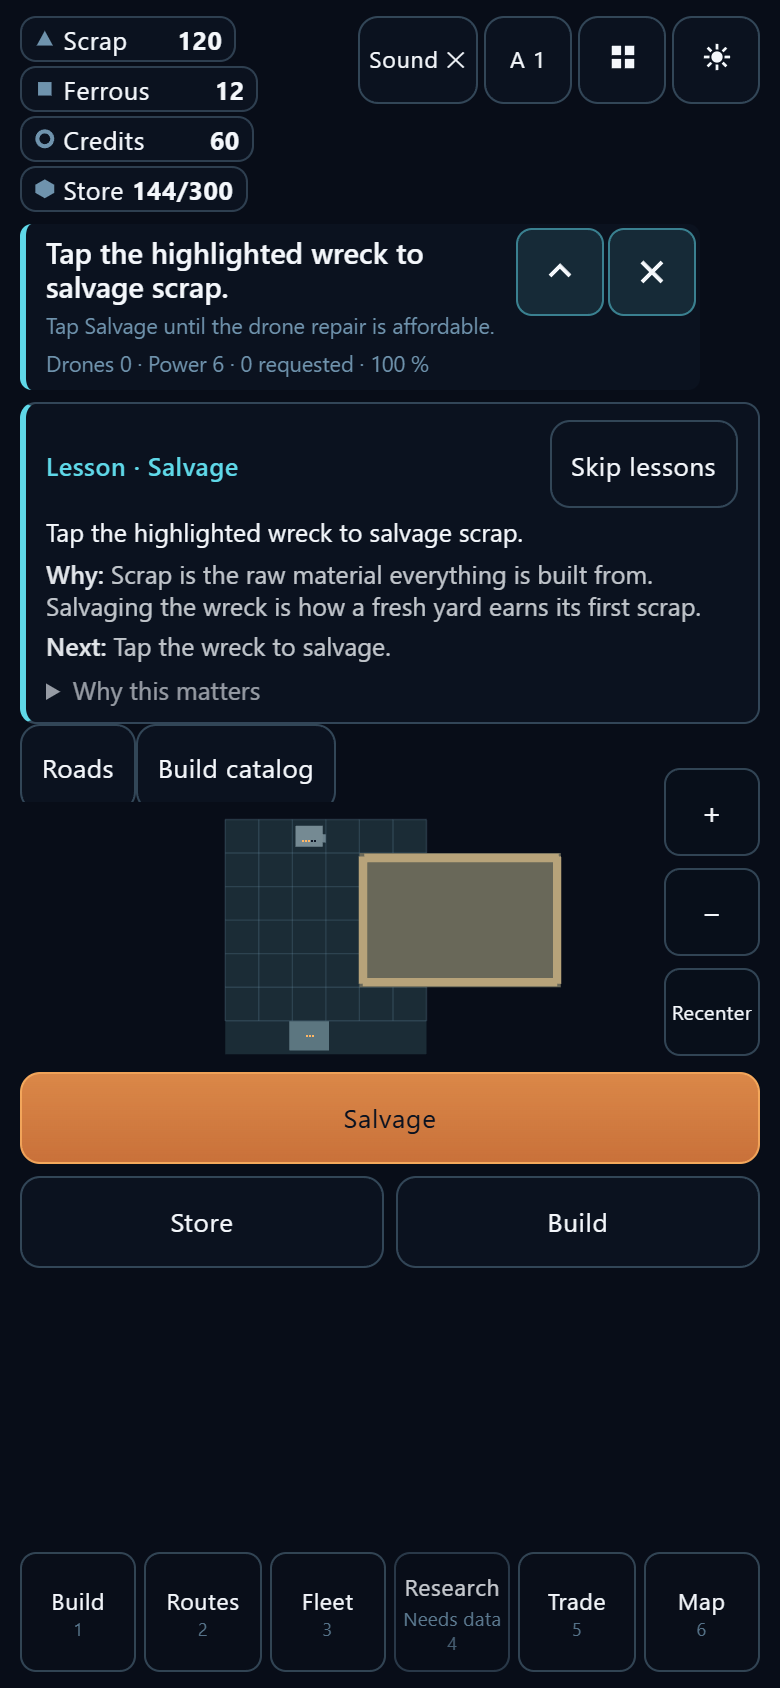 Scrap 120
Sound
A 1
Ferrous 12
Credits 60
Store 144/300
Tap the highlighted wreck to
salvage scrap.
Tap Salvage until the drone repair is affordable.
Drones 0 · Power 6 · 0 requested · 100 %
Lesson · Salvage
Skip lessons
Tap the highlighted wreck to salvage scrap.
Why: Scrap is the raw material everything is built from.
Salvaging the wreck is how a fresh yard earns its first scrap.
Next: Tap the wreck to salvage.
Why this matters
Roads
Build catalog
+
−
Recenter
Salvage
Store
Build
Build
1
Routes
2
Fleet
3
Research
Needs data
4
Trade
5
Map
6